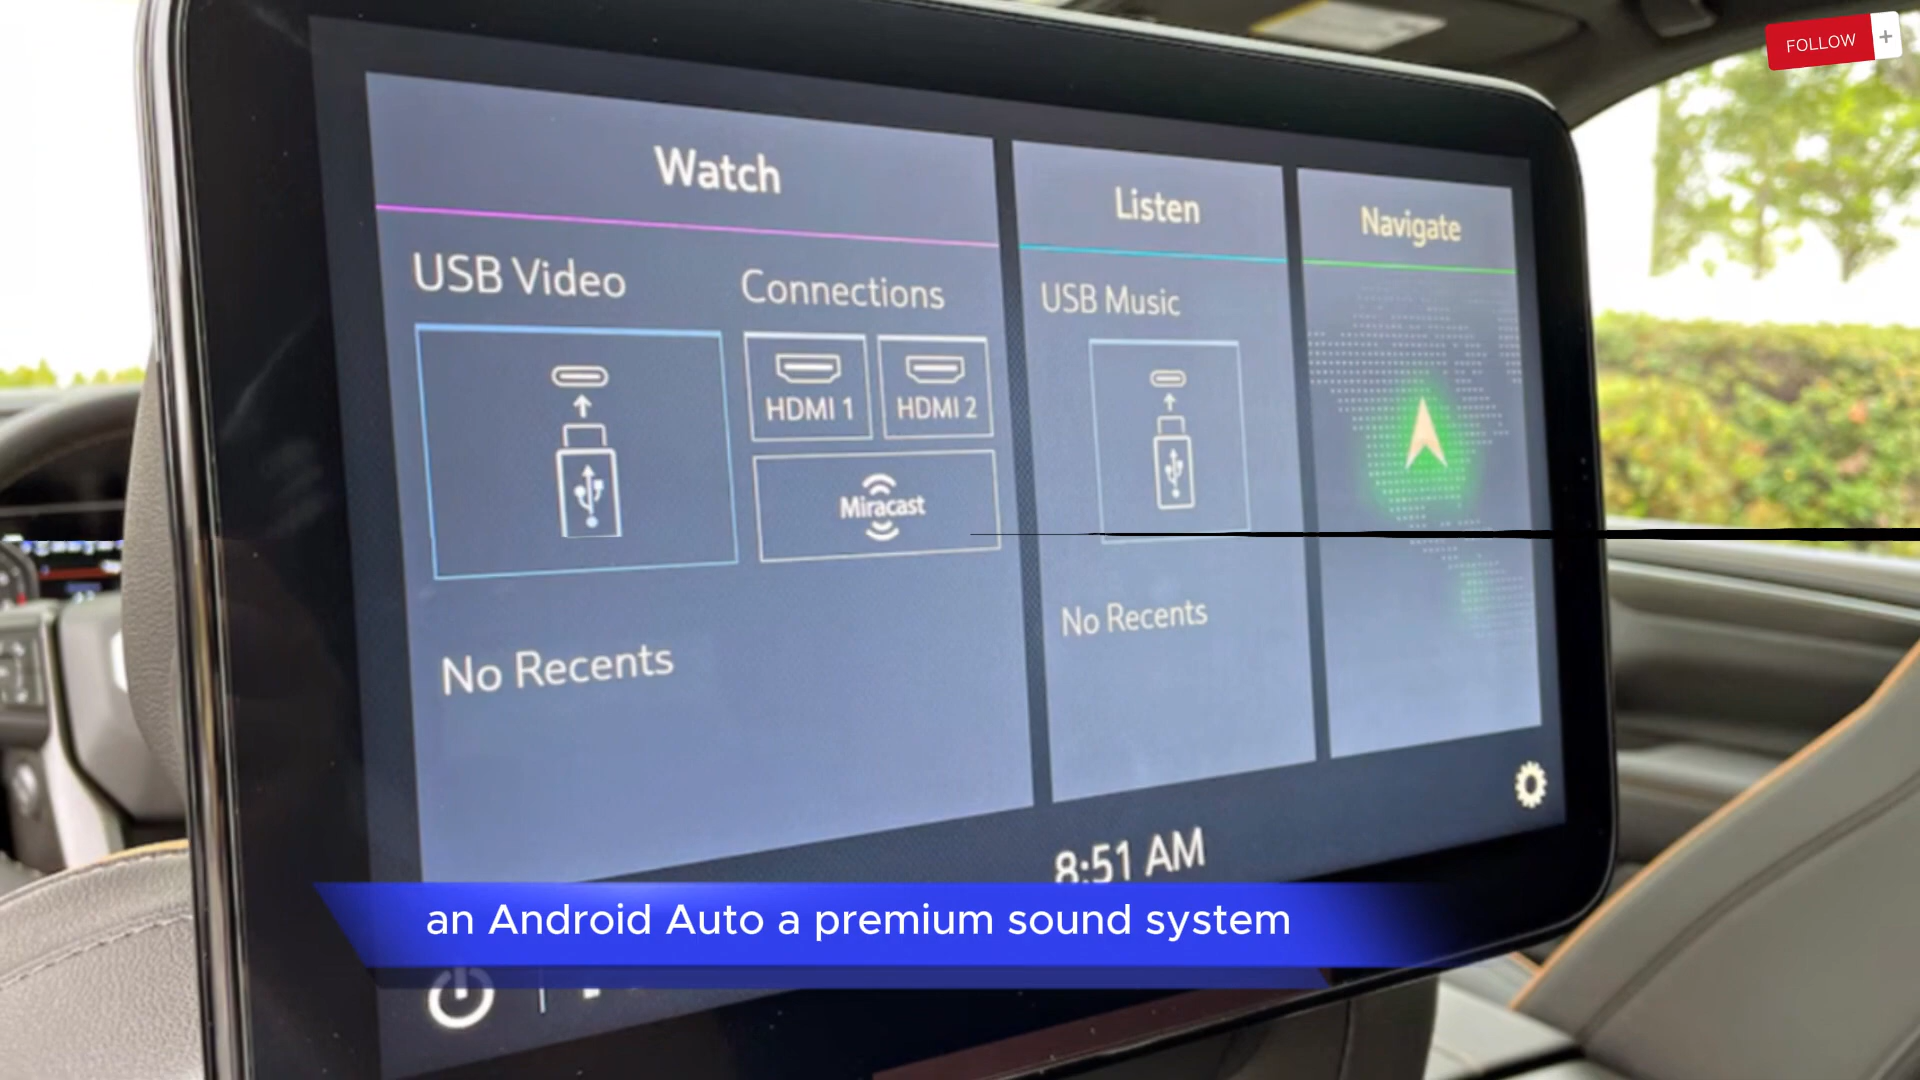 FOLLOW +
Watch
Listen
Navigate
USB Video
Connections
USB Music
HDMI 1
HDMI 2
Miracast
No Recents
No Recents
8:51 AM
an Android Auto a premium sound system